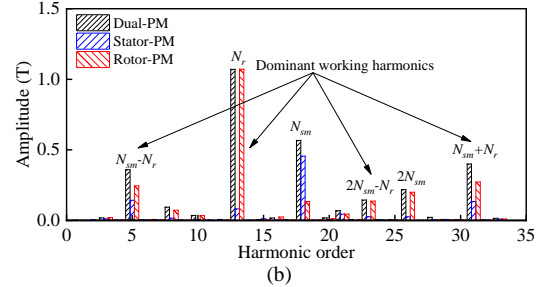 Dual-PM
Stator-PM
Rotor-PM
N_r
Dominant working harmonics
N_sm-N_r
N_sm
2N_sm-N_r
2N_sm
N_sm+N_r
Amplitude (T)
0.0
0.5
1.0
1.5
0 5 10 15 20 25 30 35
Harmonic order
(b)